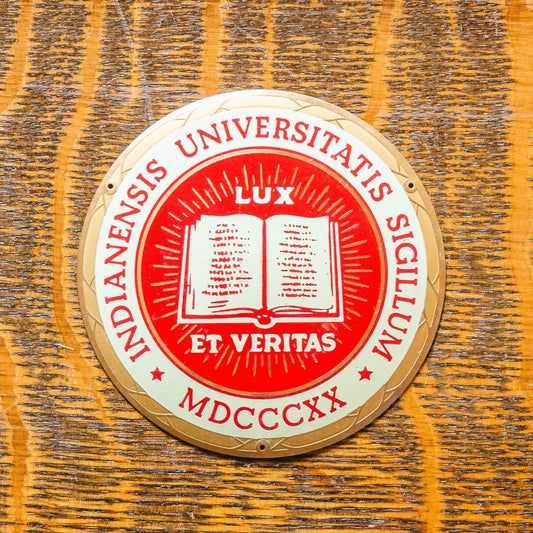 INDIANENSIS UNIVERSITATIS SIGILLUM
LUX
ET VERITAS
★ MDCCCXX ★